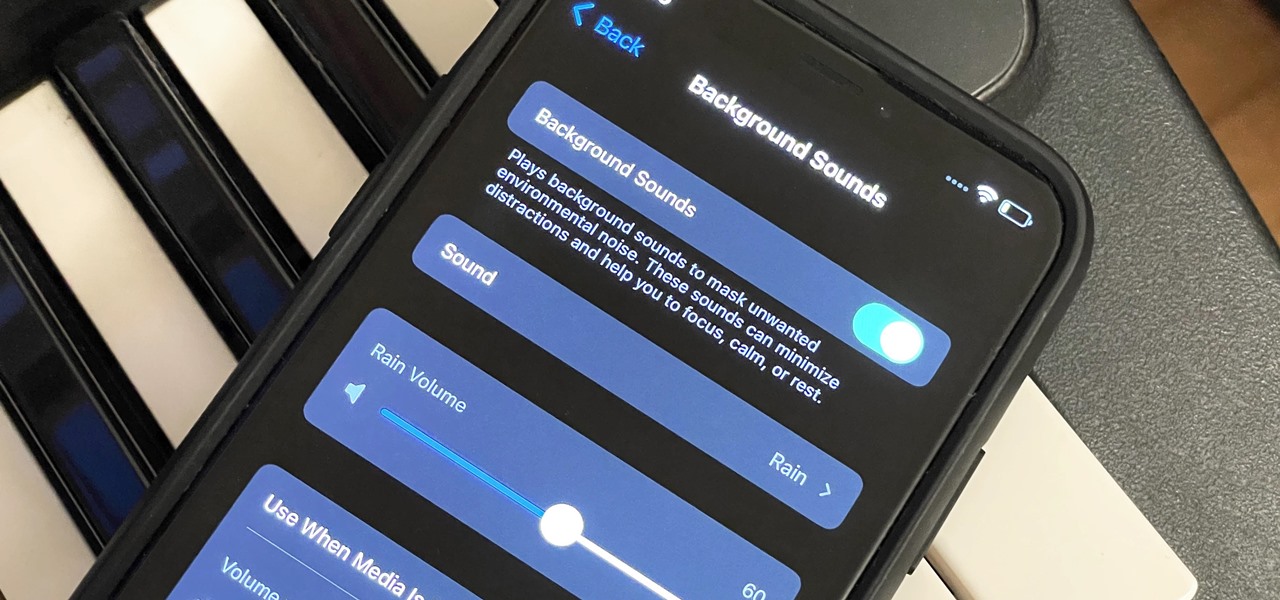 Back
Background Sounds
Background Sounds
Plays background sounds to mask unwanted
environmental noise. These sounds can minimize
distractions and help you to focus, calm, or rest.
Sound
Rain
Rain Volume
60
Use When Media Is
Volume